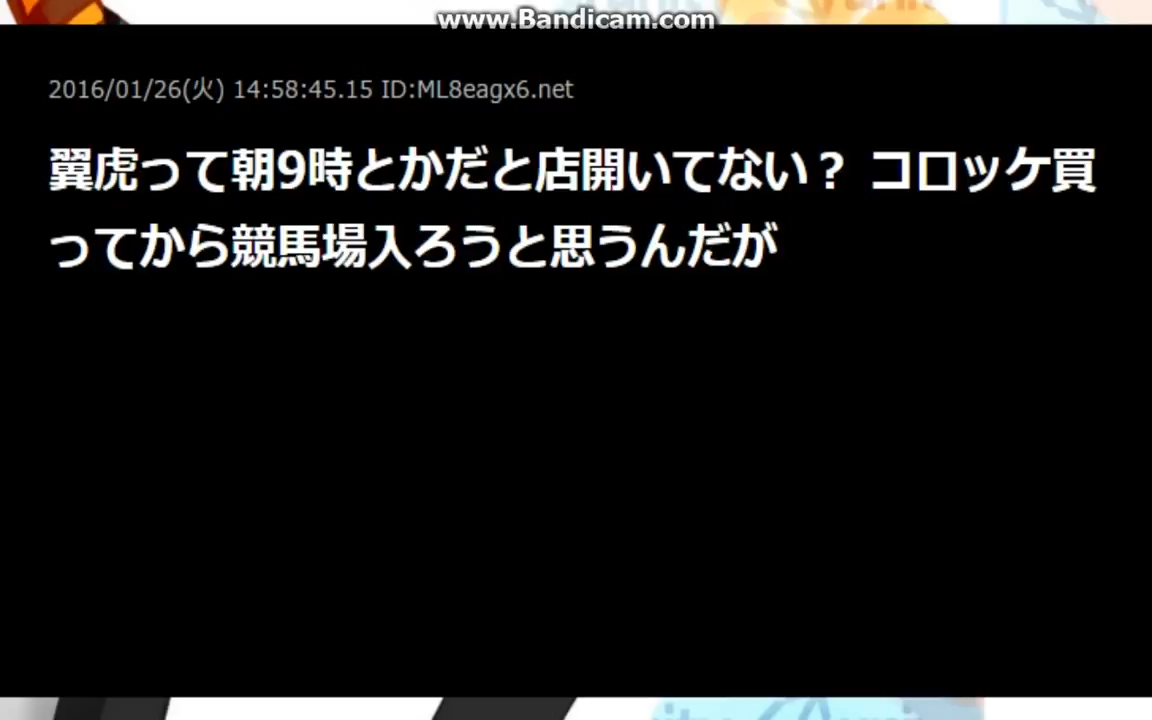 www.Bandicam.com
2016/01/26(火) 14:58:45.15 ID:ML8eagx6.net
翼虎って朝9時とかだと店開いてない？ コロッケ買
ってから競馬場入ろうと思うんだが